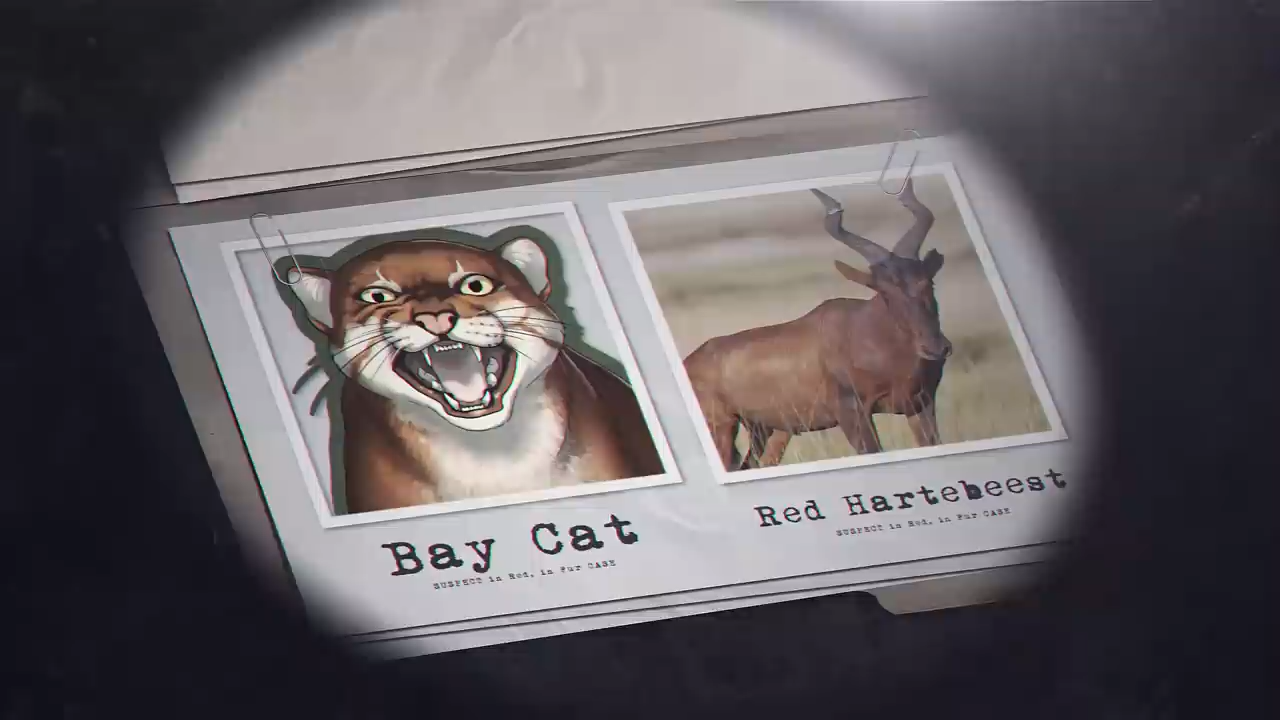 Bay Cat
SUSPECT in Red, in Fur CASE
Red Hartebeest
SUSPECT in Red, in Fur CASE